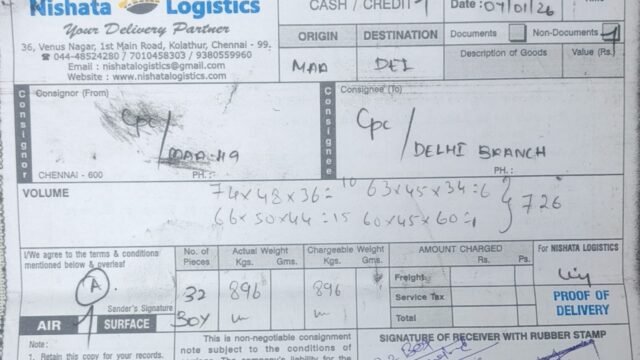 Nishata Logistics
Your Delivery Partner
36, Venus Nagar, 1st Main Road, Kolathur, Chennai - 99.
☎ 044-48524280 / 7010458303 / 9380559960
Email : nishatalogistics@gmail.com
Website : www.nishatalogistics.com
CASH / CREDIT
Date : 07/01/26
Time :
ORIGIN DESTINATION
MAA DEI
Documents Non-Documents
Description of Goods Value (Rs.)
Consignor
Consignor (From)
Cpc/
MAA-119
CHENNAI - 600 PH. :
Consignee
Consignee (To)
Cpc/
DELHI BRANCH
PH. :
VOLUME
74x48x36=10 63x45x34=6
66x50x44=15 60x45x60=1
} 726
I/We agree to the terms & conditions
mentioned below & overleaf
A
Sender's Signature
AIR SURFACE
No. of Pieces
Actual Weight Kgs. Gms.
Chargeable Weight Kgs. Gms.
32 896 896
BOX
AMOUNT CHARGED
Rs. Ps.
Freight
Service Tax
Total
For NISHATA LOGISTICS
PROOF OF DELIVERY
Note :
1. Retain this copy for your records.
This is non-negotiable consignment
note subject to the conditions of
SIGNATURE OF RECEIVER WITH RUBBER STAMP